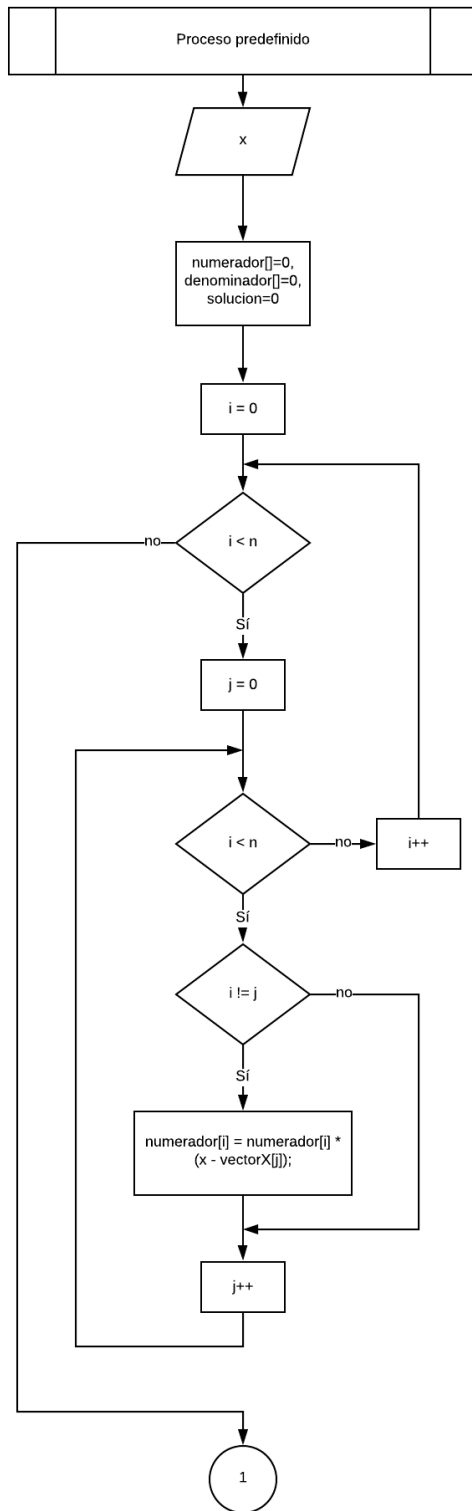 Proceso predefinido
x
numerador[]=0,
denominador[]=0,
solucion=0
i = 0
i < n
no
Sí
j = 0
i < n
no
i++
Sí
i != j
no
Sí
numerador[i] = numerador[i] *
(x - vectorX[j]);
j++
1